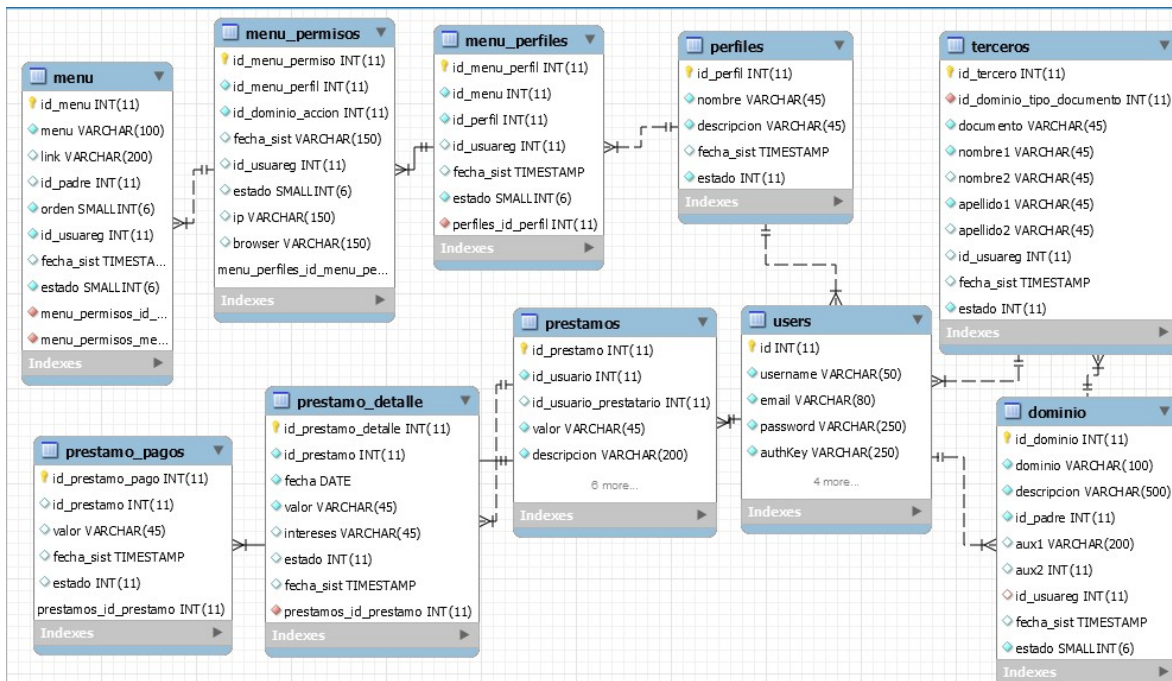 menu
id_menu INT(11)
menu VARCHAR(100)
link VARCHAR(200)
id_padre INT(11)
orden SMALLINT(6)
id_usuareg INT(11)
fecha_sist TIMESTA...
estado SMALLINT(6)
menu_permisos_id_...
menu_permisos_me...
Indexes
menu_permisos
id_menu_permiso INT(11)
id_menu_perfil INT(11)
id_dominio_accion INT(11)
fecha_sist VARCHAR(150)
id_usuareg INT(11)
estado SMALLINT(6)
ip VARCHAR(150)
browser VARCHAR(150)
menu_perfiles_id_menu_pe...
Indexes
menu_perfiles
id_menu_perfil INT(11)
id_menu INT(11)
id_perfil INT(11)
id_usuareg INT(11)
fecha_sist TIMESTAMP
estado SMALLINT(6)
perfiles_id_perfil INT(11)
Indexes
perfiles
id_perfil INT(11)
nombre VARCHAR(45)
descripcion VARCHAR(45)
fecha_sist TIMESTAMP
estado INT(11)
Indexes
terceros
id_tercero INT(11)
id_dominio_tipo_documento INT(11)
documento VARCHAR(45)
nombre1 VARCHAR(45)
nombre2 VARCHAR(45)
apellido1 VARCHAR(45)
apellido2 VARCHAR(45)
id_usuareg INT(11)
fecha_sist TIMESTAMP
estado INT(11)
Indexes
prestamo_pagos
id_prestamo_pago INT(11)
id_prestamo INT(11)
valor VARCHAR(45)
fecha_sist TIMESTAMP
estado INT(11)
prestamos_id_prestamo INT(11)
Indexes
prestamo_detalle
id_prestamo_detalle INT(11)
id_prestamo INT(11)
fecha DATE
valor VARCHAR(45)
intereses VARCHAR(45)
estado INT(11)
fecha_sist TIMESTAMP
prestamos_id_prestamo INT(11)
Indexes
prestamos
id_prestamo INT(11)
id_usuario INT(11)
id_usuario_prestatario INT(11)
valor VARCHAR(45)
descripcion VARCHAR(200)
6 more...
Indexes
users
id INT(11)
username VARCHAR(50)
email VARCHAR(80)
password VARCHAR(250)
authKey VARCHAR(250)
4 more...
Indexes
dominio
id_dominio INT(11)
dominio VARCHAR(100)
descripcion VARCHAR(500)
id_padre INT(11)
aux1 VARCHAR(200)
aux2 INT(11)
id_usuareg INT(11)
fecha_sist TIMESTAMP
estado SMALLINT(6)
Indexes